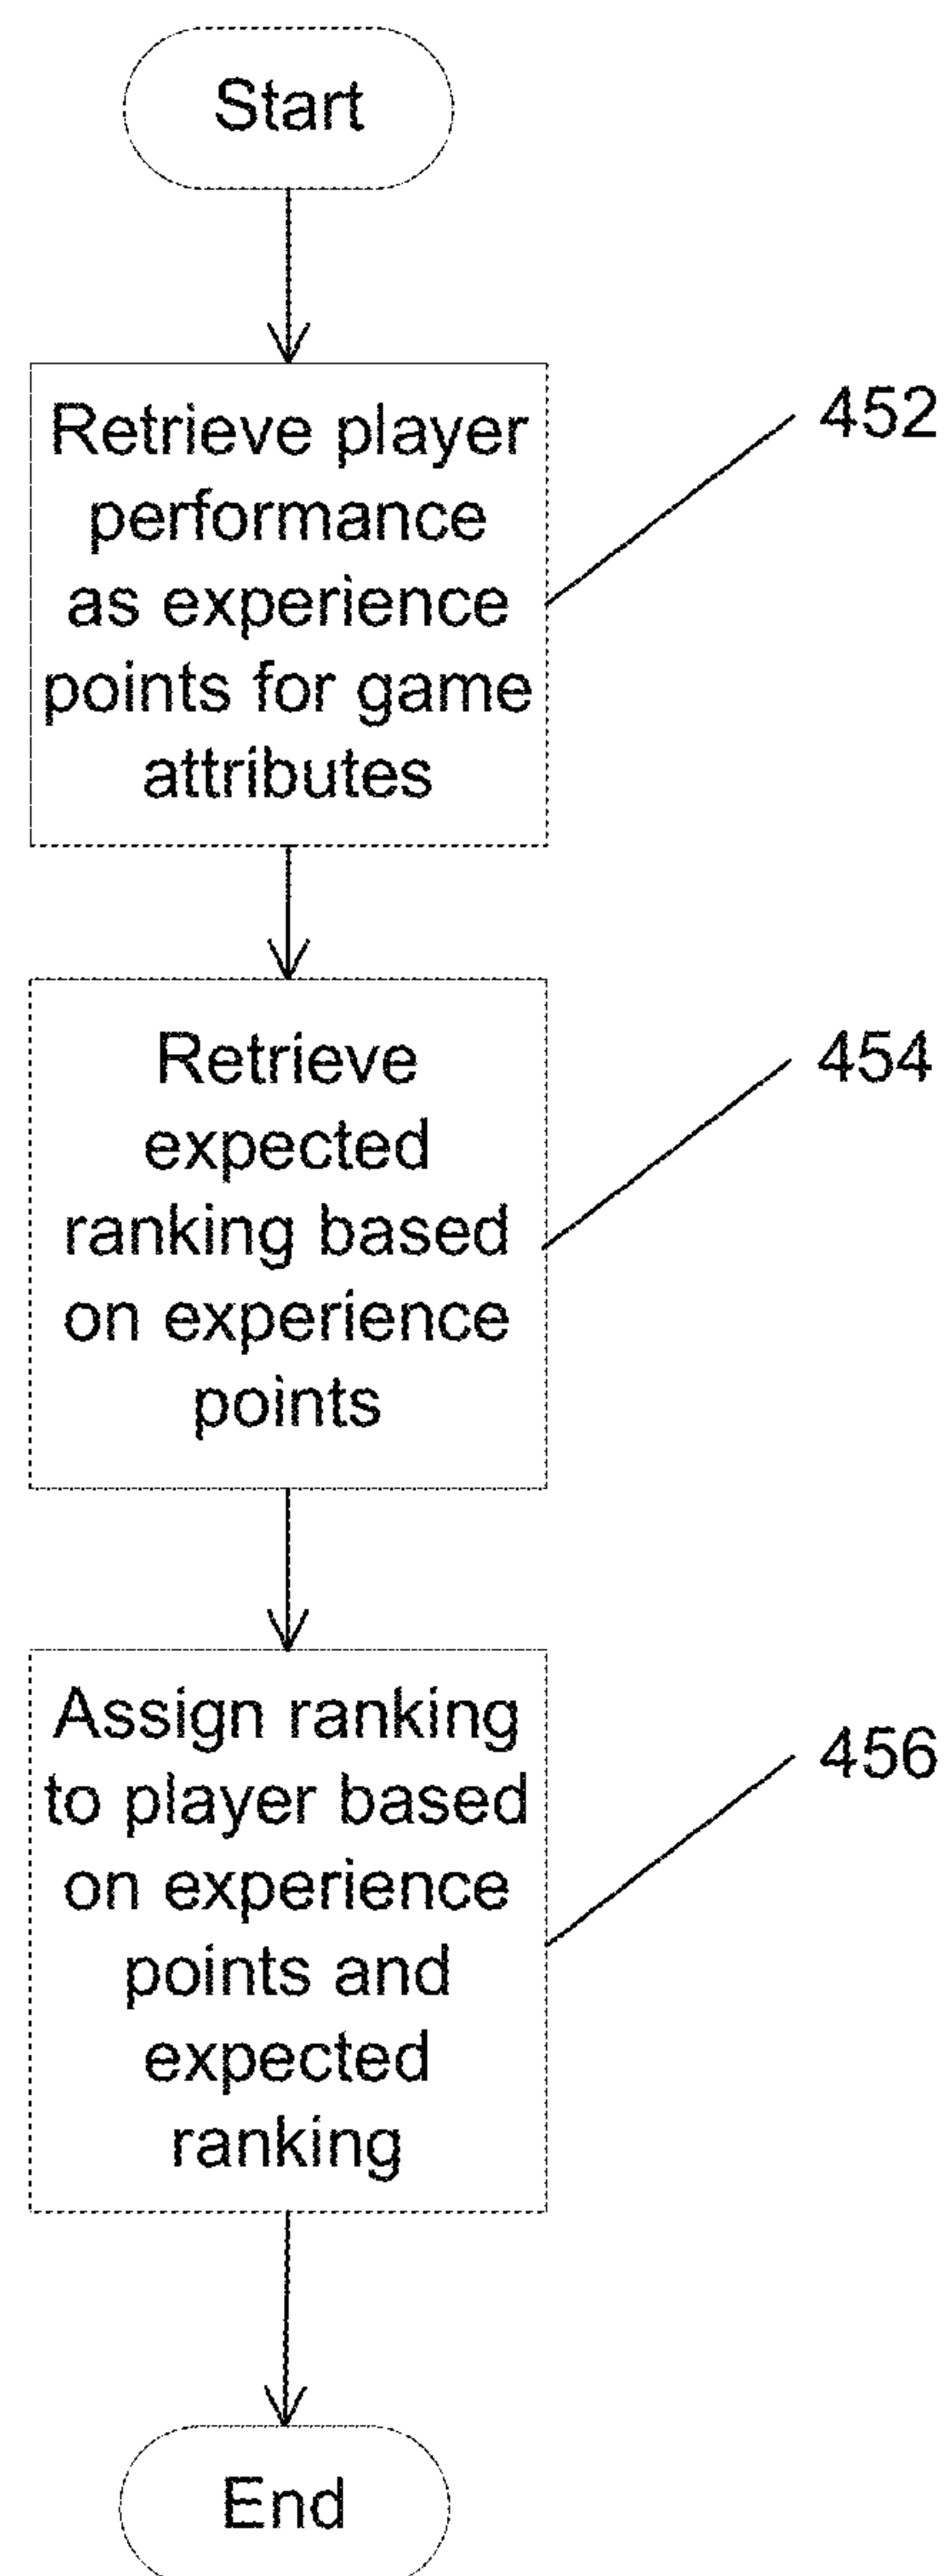 Start
Retrieve player
performance
as experience
points for game
attributes
452
Retrieve
expected
ranking based
on experience
points
454
Assign ranking
to player based
on experience
points and
expected
ranking
456
End